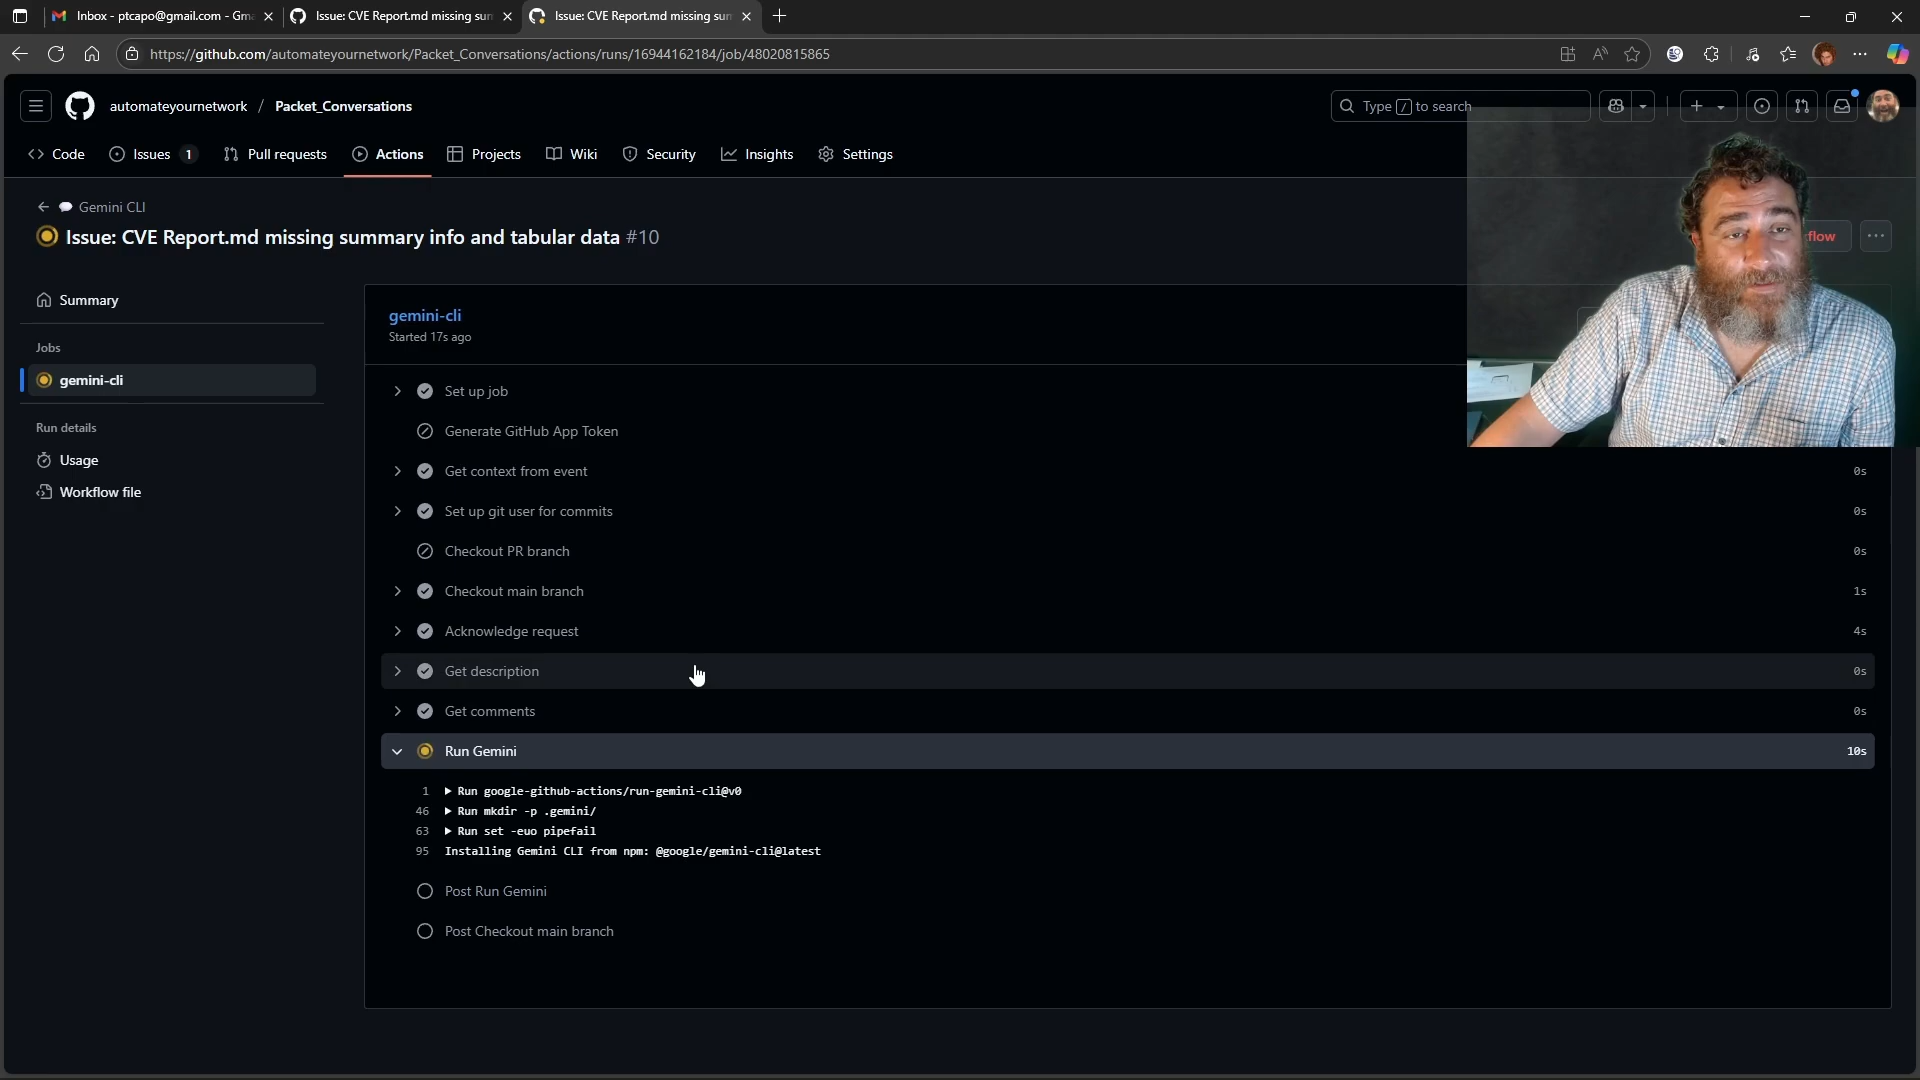 Inbox - ptcapo@gmail.com - Gma
Issue: CVE Report.md missing sum
Issue: CVE Report.md missing sum
https://github.com/automateyournetwork/Packet_Conversations/actions/runs/16944162184/job/48020815865
automateyournetwork / Packet_Conversations
Type / to search
Code
Issues 1
Pull requests
Actions
Projects
Wiki
Security
Insights
Settings
Gemini CLI
Issue: CVE Report.md missing summary info and tabular data #10
flow
Summary
Jobs
gemini-cli
Run details
Usage
Workflow file
gemini-cli
Started 17s ago
Set up job
Generate GitHub App Token
Get context from event 0s
Set up git user for commits 0s
Checkout PR branch 0s
Checkout main branch 1s
Acknowledge request 4s
Get description 0s
Get comments 0s
Run Gemini 10s
1 Run google-github-actions/run-gemini-cli@v0
46 Run mkdir -p .gemini/
63 Run set -euo pipefail
95 Installing Gemini CLI from npm: @google/gemini-cli@latest
Post Run Gemini
Post Checkout main branch